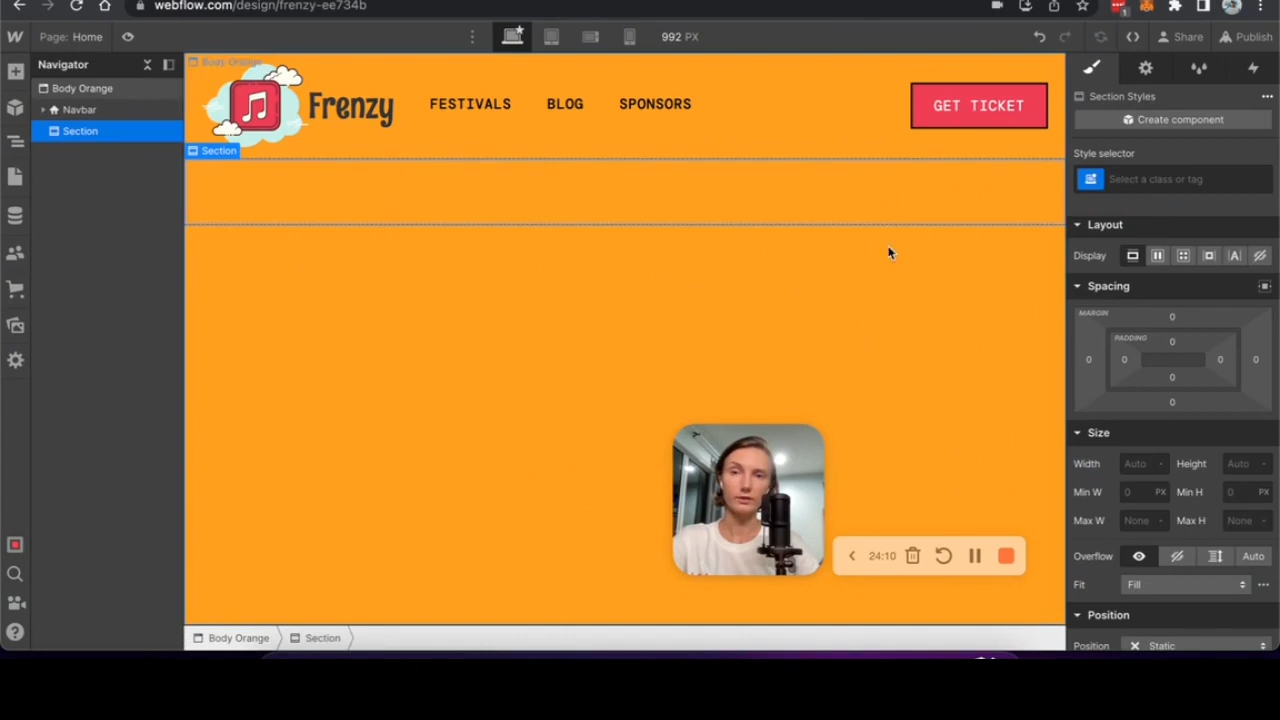 webflow.com/design/frenzy-ee734b
1
Page: Home
992 PX
Share
Publish
Navigator
Body Orange
Navbar
Section
Body Orange
Frenzy
FESTIVALS
BLOG
SPONSORS
GET TICKET
Section
24:10
Body Orange
Section
Section Styles
Create component
Style selector
Select a class or tag
Layout
Display
Spacing
MARGIN
0
PADDING
0
0
0
0
0
0
0
Size
Width
Auto
-
Height
Auto
-
Min W
0
PX
Min H
0
PX
Max W
None
-
Max H
None
-
Overflow
Auto
Fit
Fill
Position
Position
Static